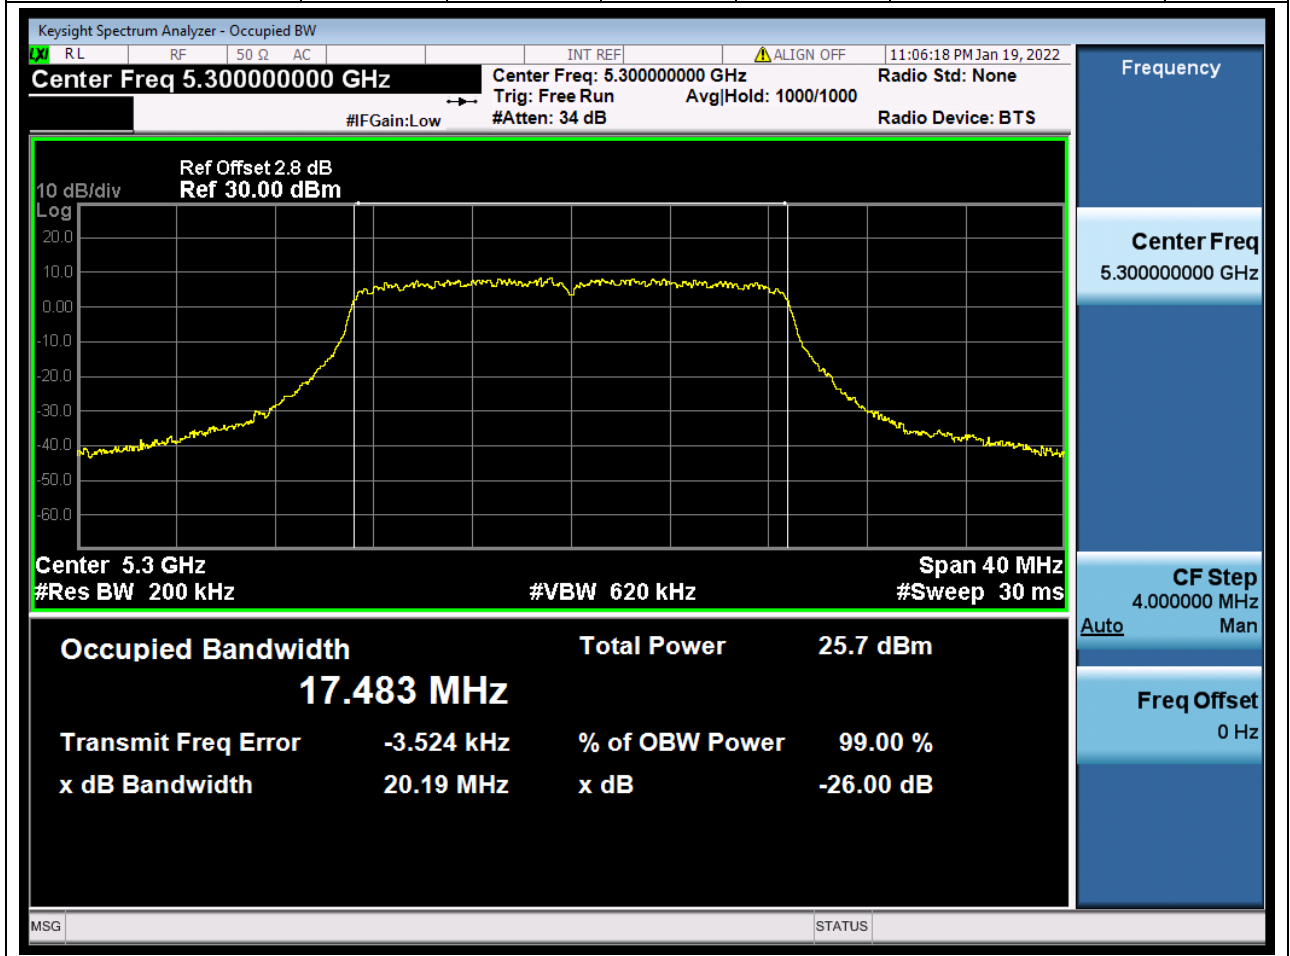 Keysight Spectrum Analyzer - Occupied BW
LXI RL RF 50 Ω AC INT REF ALIGN OFF 11:06:18 PM Jan 19, 2022
Center Freq 5.300000000 GHz
Center Freq: 5.300000000 GHz
Radio Std: None
Trig: Free Run Avg|Hold: 1000/1000
#IFGain:Low #Atten: 34 dB Radio Device: BTS
Ref Offset 2.8 dB
10 dB/div Ref 30.00 dBm
Log
20.0
10.0
0.00
-10.0
-20.0
-30.0
-40.0
-50.0
-60.0
Center 5.3 GHz Span 40 MHz
#Res BW 200 kHz #VBW 620 kHz #Sweep 30 ms
Occupied Bandwidth Total Power 25.7 dBm
17.483 MHz
Transmit Freq Error -3.524 kHz % of OBW Power 99.00 %
x dB Bandwidth 20.19 MHz x dB -26.00 dB
Frequency
Center Freq
5.300000000 GHz
CF Step
4.000000 MHz
Auto Man
Freq Offset
0 Hz
MSG STATUS